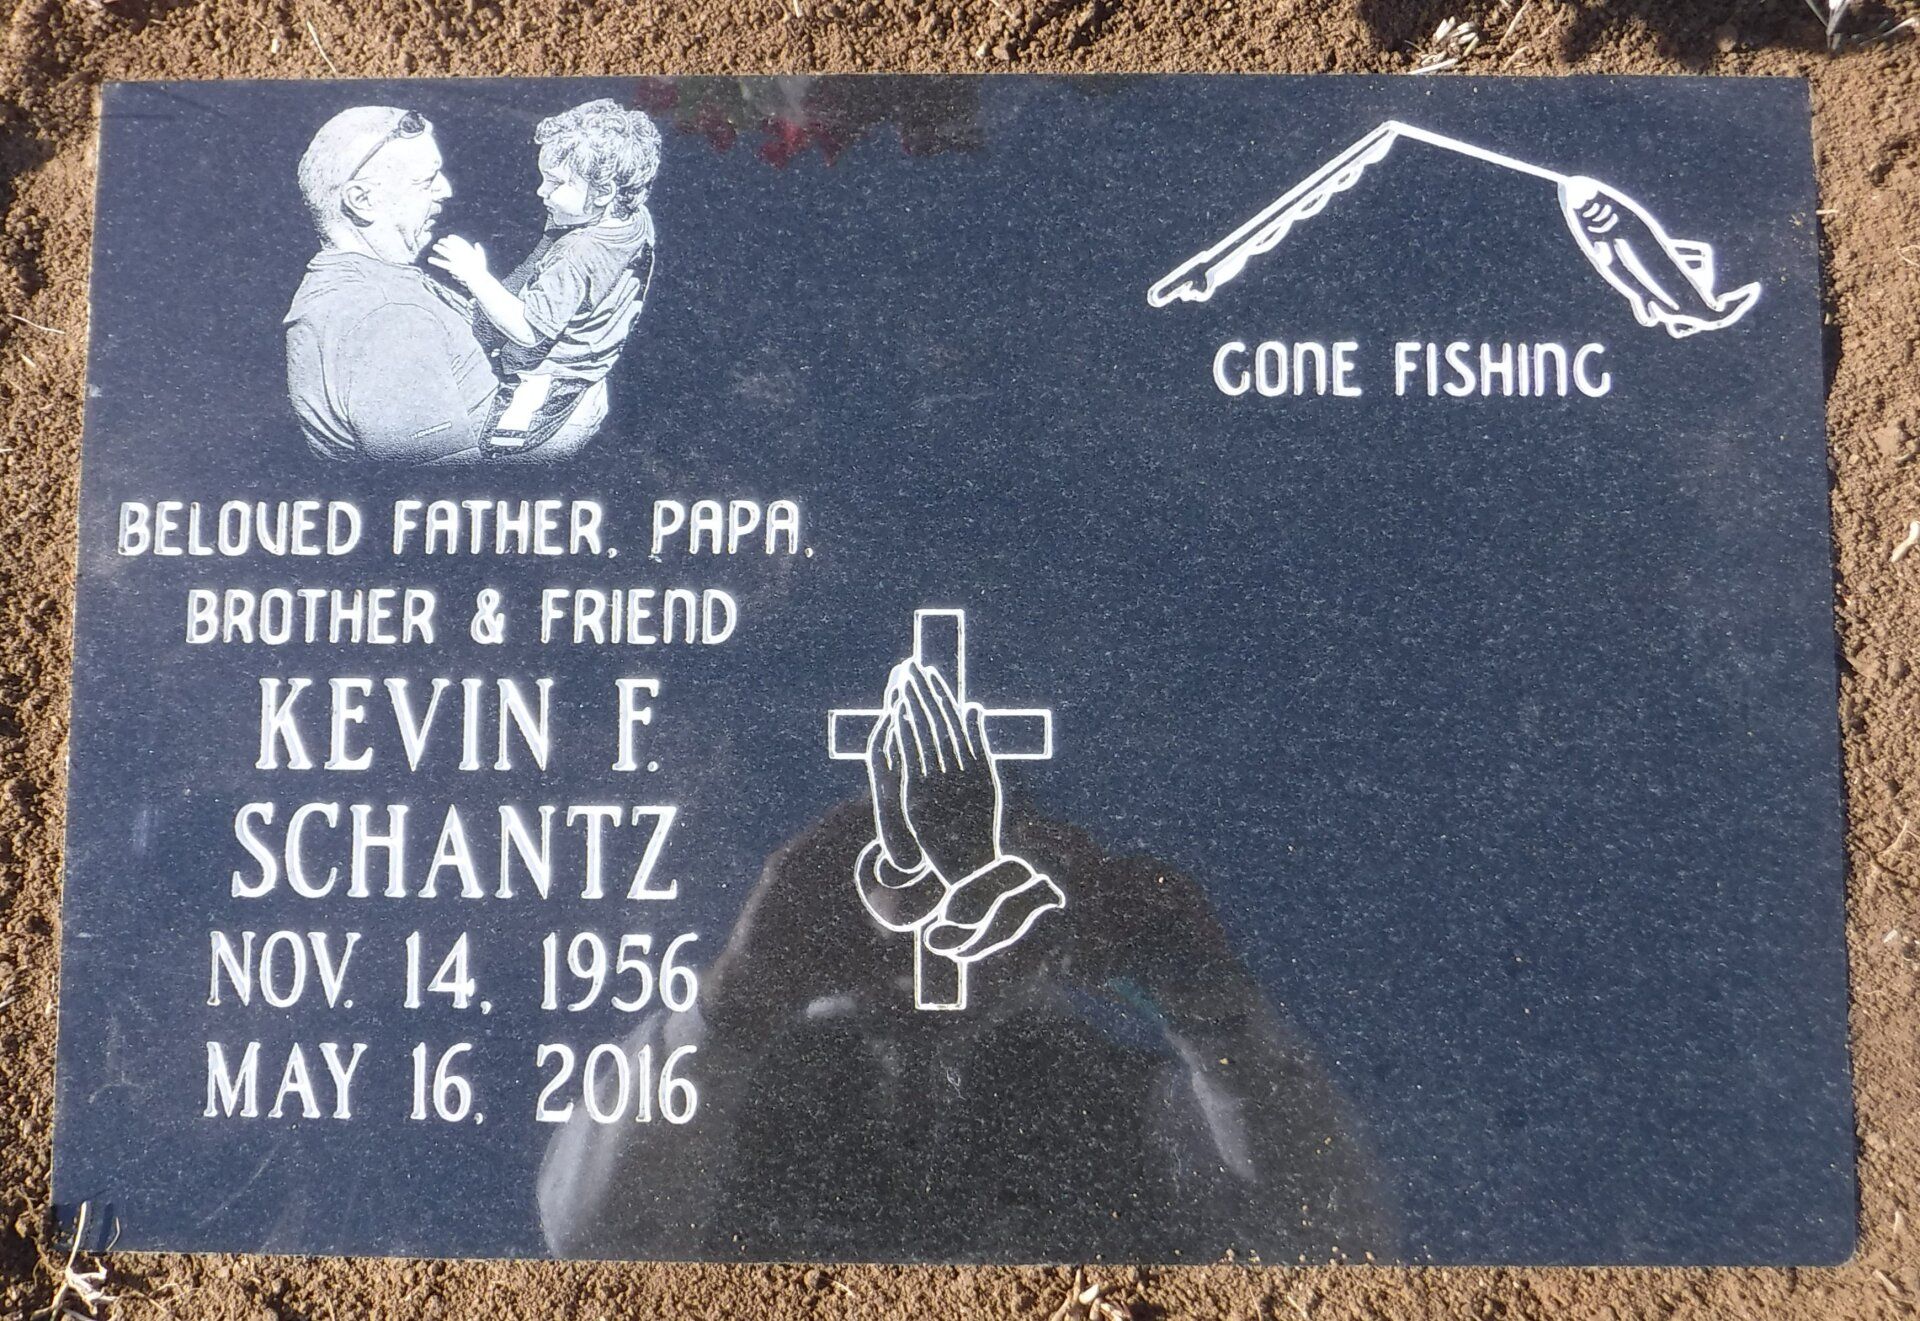 GONE FISHING
BELOVED FATHER, PAPA,
BROTHER & FRIEND
KEVIN F.
SCHANTZ
NOV. 14, 1956
MAY 16, 2016